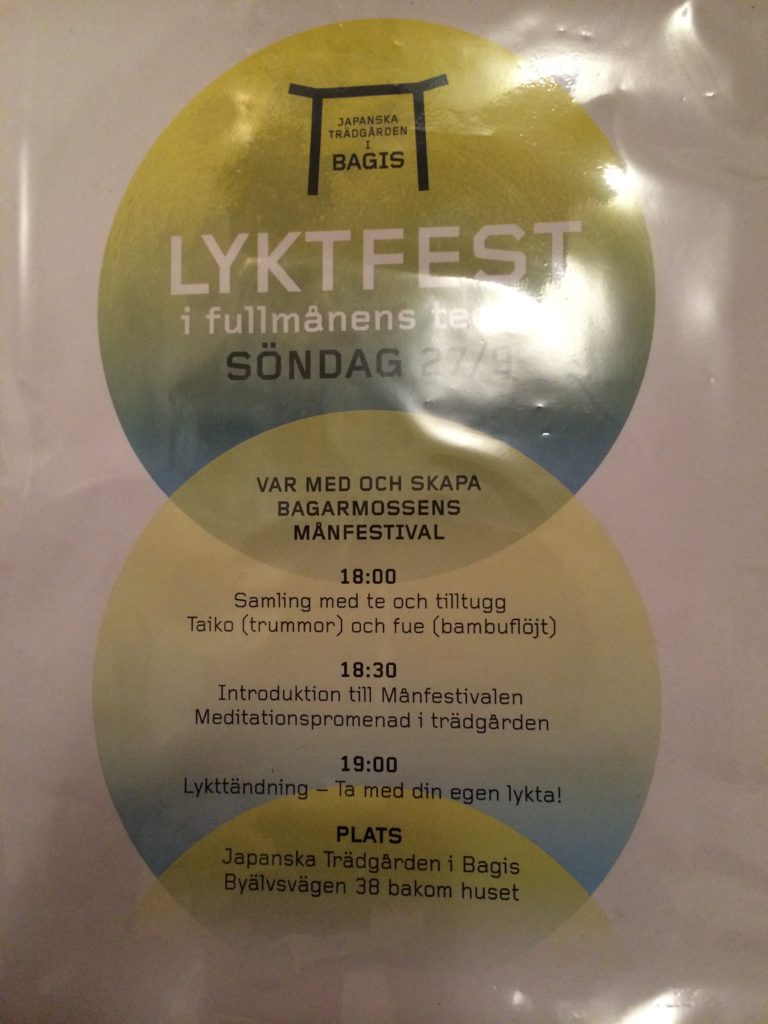 JAPANSKA
TRÄDGÅRDEN
I
BAGIS
LYKTFEST
i fullmånens
SÖNDAG 27/9
VAR MED OCH SKAPA
BAGARMOSSENS
MÅNFESTIVAL
18:00
Samling med te och tilltugg
Taiko (trummor) och fue (bambuflöjt)
18:30
Introduktion till Månfestivalen
Meditationspromenad i trädgården
19:00
Lykttändning – Ta med din egen lykta!
PLATS
Japanska Trädgården i Bagis
Byälvsvägen 38 bakom huset